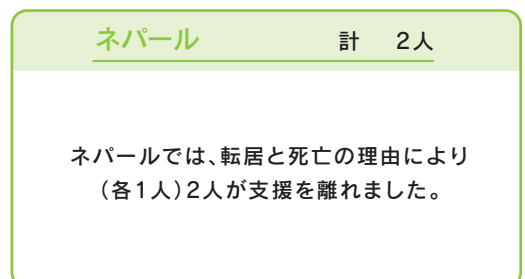 ネパール 計 2人
ネパールでは、転居と死亡の理由により
（各1人）2人が支援を離れました。